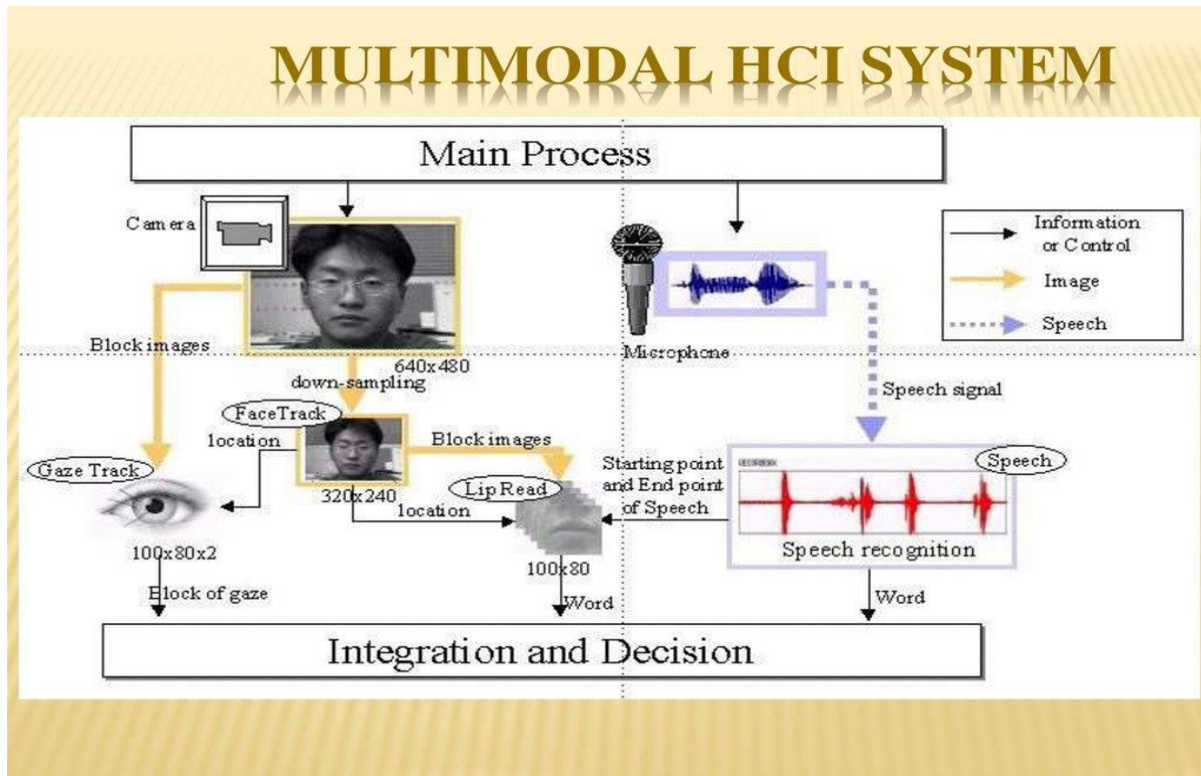 MULTIMODAL HCI SYSTEM
Main Process
Camera
Information
or Control
Image
Speech
Block images
640x480
Microphone
down-sampling
Speech signal
FaceTrack
location
Block images
Gaze Track
Starting point
and End point
of Speech
Speech
320x240
Lip Read
location
Speech recognition
100x80x2
100x80
Block of gaze
Word
Word
Integration and Decision